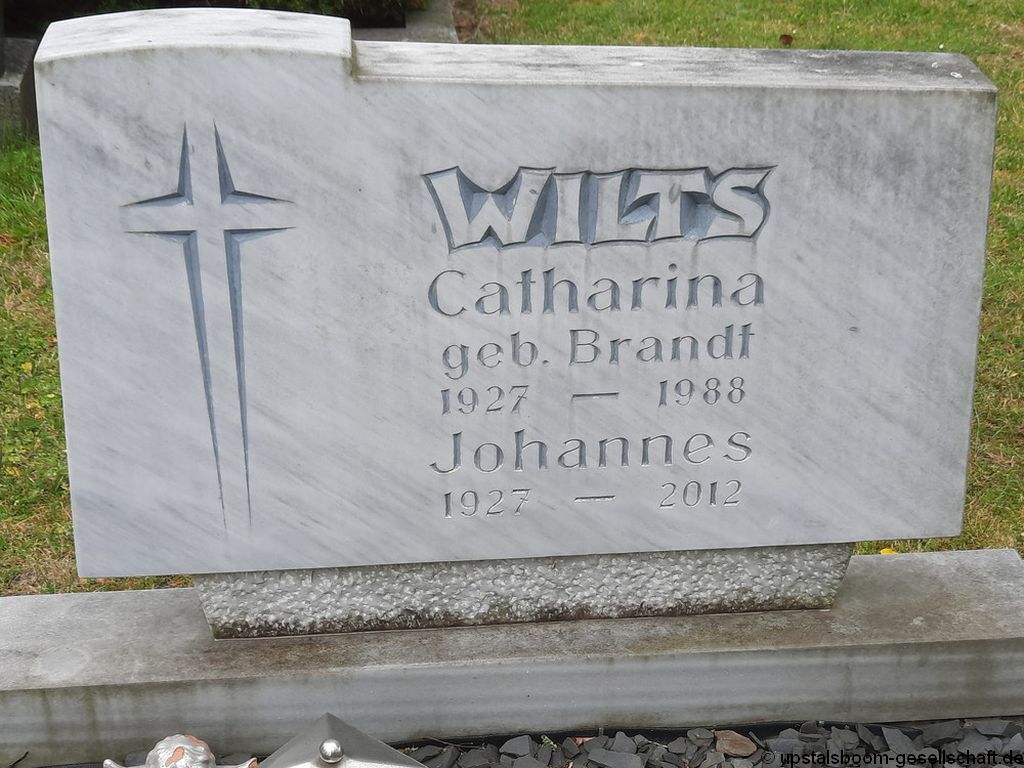 WILTS
Catharina
geb. Brandt
1927 — 1988
Johannes
1927 — 2012
© upstalsboom-gesellschaft.de